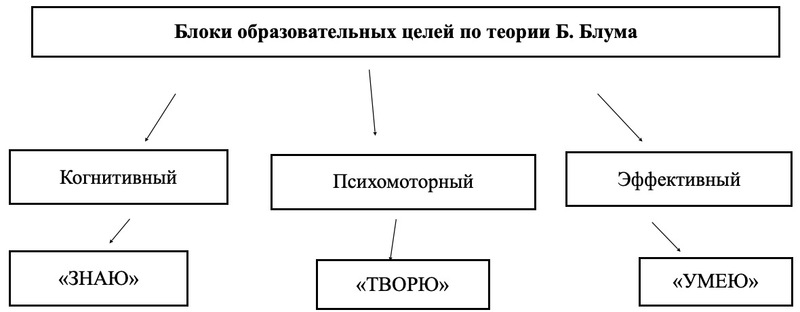 Блоки образовательных целей по теории Б. Блума
Когнитивный
Психомоторный
Эффективный
«ЗНАЮ»
«ТВОРЮ»
«УМЕЮ»